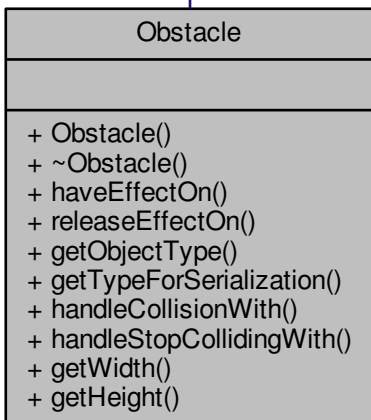 Obstacle
+ Obstacle()
+ ~Obstacle()
+ haveEffectOn()
+ releaseEffectOn()
+ getObjectType()
+ getTypeForSerialization()
+ handleCollisionWith()
+ handleStopCollidingWith()
+ getWidth()
+ getHeight()